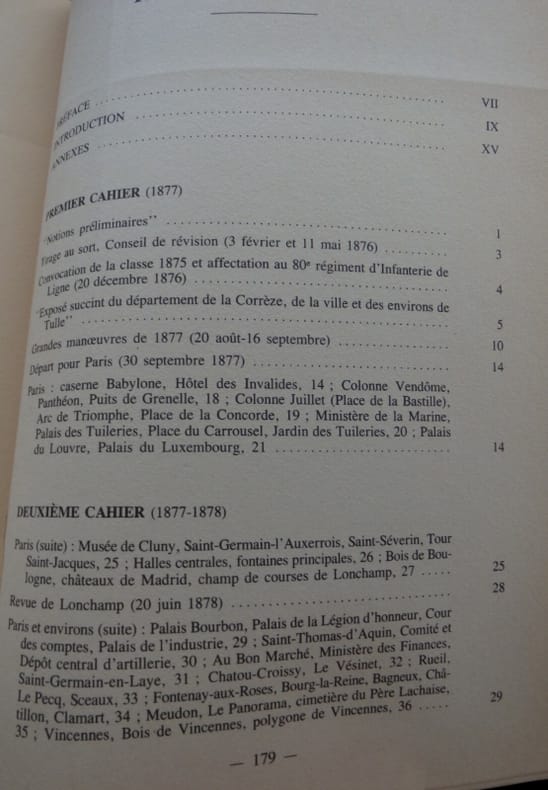 PRÉFACE .......... VII
INTRODUCTION .......... IX
ANNEXES .......... XV
PREMIER CAHIER (1877)
"Notions préliminaires" .......... 1
Tirage au sort, Conseil de révision (3 février et 11 mai 1876) .......... 3
Convocation de la classe 1875 et affectation au 80e régiment d'Infanterie de
Ligne (20 décembre 1876) .......... 4
"Exposé succint du département de la Corrèze, de la ville et des environs de
Tulle" .......... 5
Grandes manœuvres de 1877 (20 août-16 septembre) .......... 10
Départ pour Paris (30 septembre 1877) .......... 14
Paris : caserne Babylone, Hôtel des Invalides, 14 ; Colonne Vendôme,
Panthéon, Puits de Grenelle, 18 ; Colonne Juillet (Place de la Bastille),
Arc de Triomphe, Place de la Concorde, 19 ; Ministère de la Marine,
Palais des Tuileries, Place du Carrousel, Jardin des Tuileries, 20 ; Palais
du Louvre, Palais du Luxembourg, 21 .......... 14
DEUXIÈME CAHIER (1877-1878)
Paris (suite) : Musée de Cluny, Saint-Germain-l'Auxerrois, Saint-Séverin, Tour
Saint-Jacques, 25 ; Halles centrales, fontaines principales, 26 ; Bois de Bou-
logne, châteaux de Madrid, champ de courses de Lonchamp, 27 ..... 25
Revue de Lonchamp (20 juin 1878) .......... 28
Paris et environs (suite) : Palais Bourbon, Palais de la Légion d'honneur, Cour
des comptes, Palais de l'industrie, 29 ; Saint-Thomas-d'Aquin, Comité et
Dépôt central d'artillerie, 30 ; Au Bon Marché, Ministère des Finances,
Saint-Germain-en-Laye, 31 ; Chatou-Croissy, Le Vésinet, 32 ; Rueil,
Le Pecq, Sceaux, 33 ; Fontenay-aux-Roses, Bourg-la-Reine, Bagneux, Châ-
tillon, Clamart, 34 ; Meudon, Le Panorama, cimetière du Père Lachaise,
35 ; Vincennes, Bois de Vincennes, polygone de Vincennes, 36 ..... 29
— 179 —